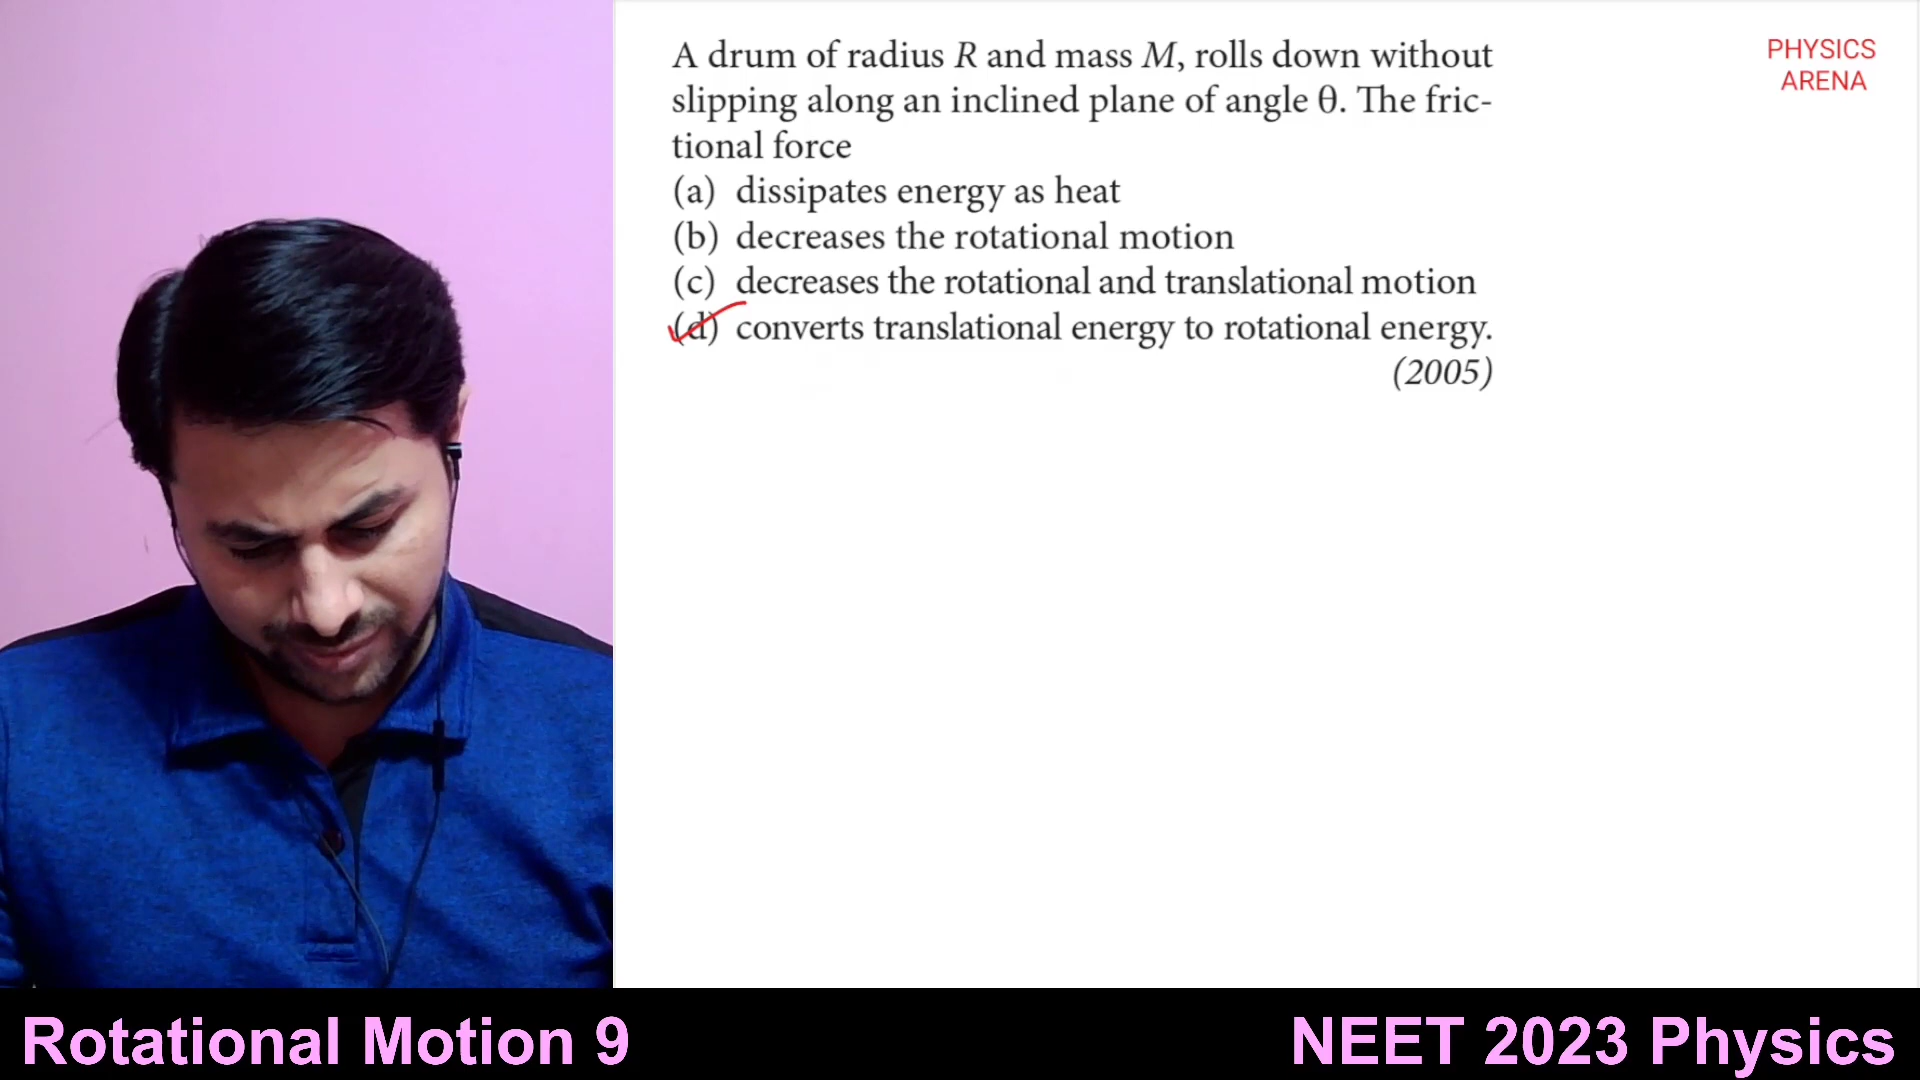 A drum of radius R and mass M, rolls down without
slipping along an inclined plane of angle θ. The fric-
tional force
(a) dissipates energy as heat
(b) decreases the rotational motion
(c) decreases the rotational and translational motion
(d) converts translational energy to rotational energy.
(2005)
PHYSICS
ARENA
Rotational Motion 9
NEET 2023 Physics